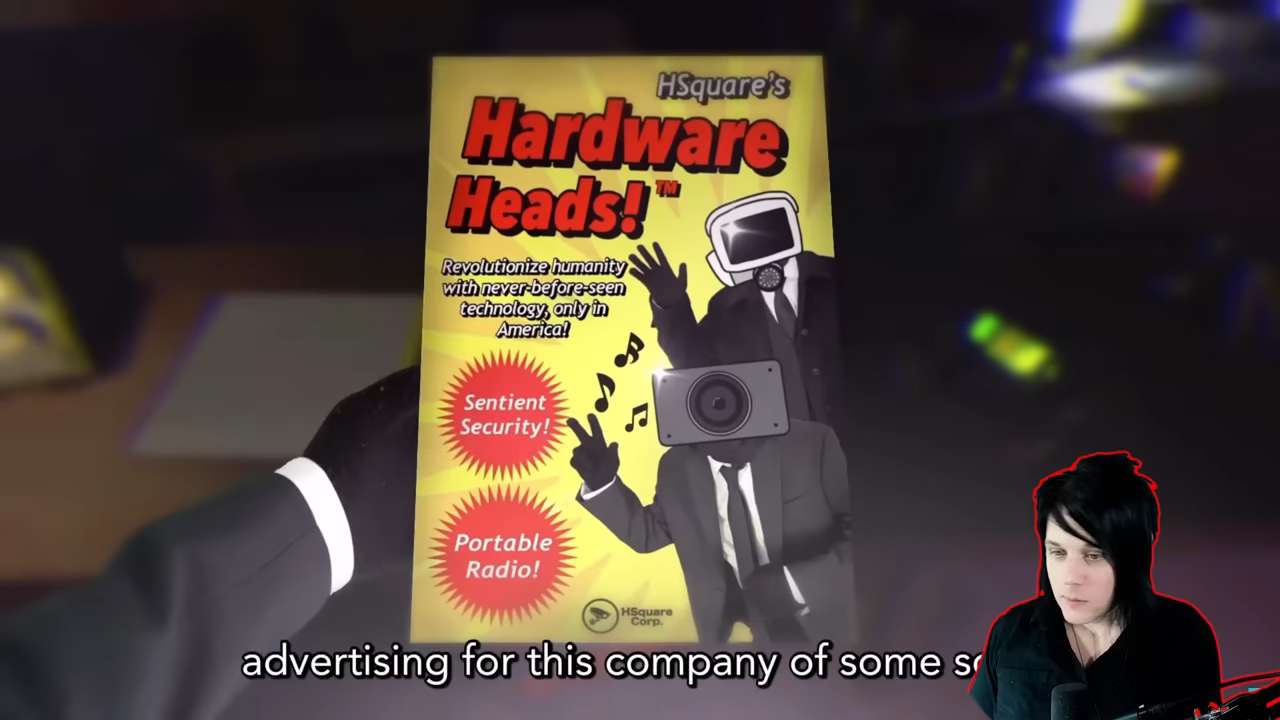 HSquare's
Hardware
Heads!™
Revolutionize humanity
with never-before-seen
technology, only in
America!
Sentient
Security!
Portable
Radio!
HSquare
Corp.
advertising for this company of some